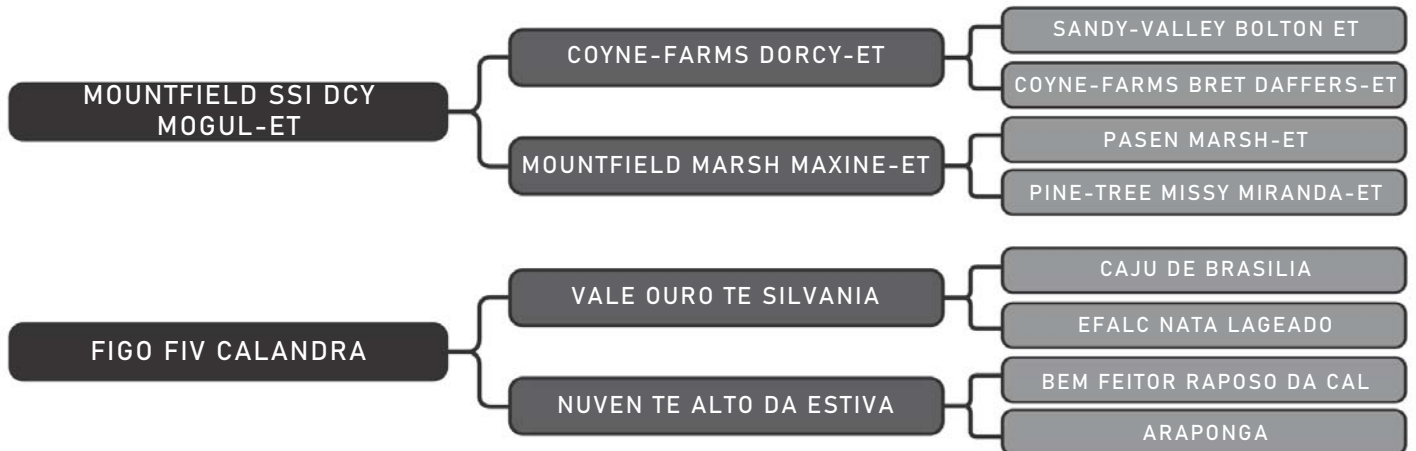 SANDY-VALLEY BOLTON ET
COYNE-FARMS DORCY-ET
COYNE-FARMS BRET DAFFERS-ET
MOUNTFIELD SSI DCY
MOGUL-ET
PASEN MARSH-ET
MOUNTFIELD MARSH MAXINE-ET
PINE-TREE MISSY MIRANDA-ET
CAJU DE BRASILIA
VALE OURO TE SILVANIA
EFALC NATA LAGEADO
FIGO FIV CALANDRA
BEM FEITOR RAPOSO DA CAL
NUVEN TE ALTO DA ESTIVA
ARAPONGA